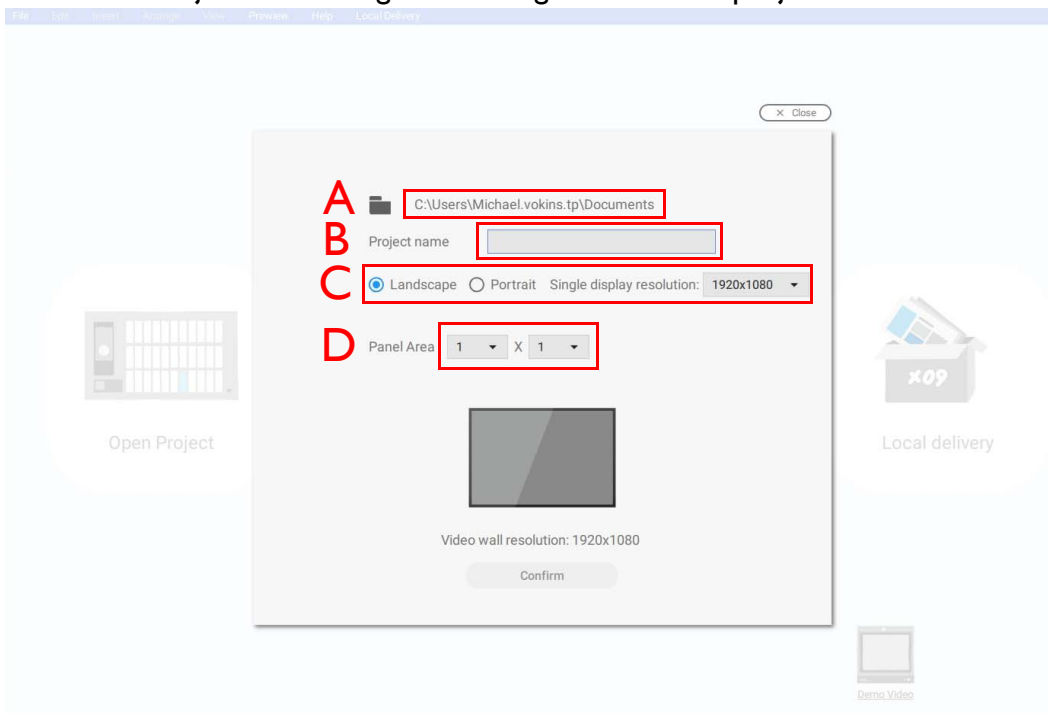 File Edit Insert Arrange View Preview Help Local Delivery
× Close
A C:\Users\Michael.vokins.tp\Documents
B Project name
C Landscape Portrait Single display resolution: 1920x1080
D Panel Area 1 X 1
Open Project
×09
Local delivery
Video wall resolution: 1920x1080
Confirm
Demo Video